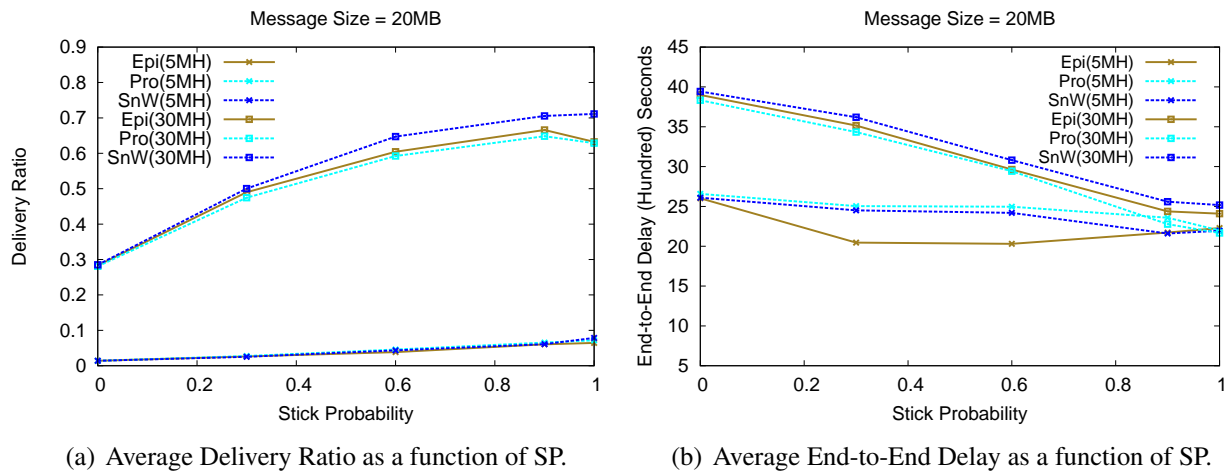 Message Size = 20MB
0.9
0.8
0.7
0.6
0.5
0.4
0.3
0.2
0.1
0
Delivery Ratio
Epi(5MH)
Pro(5MH)
SnW(5MH)
Epi(30MH)
Pro(30MH)
SnW(30MH)
0 0.2 0.4 0.6 0.8 1
Stick Probability
(a) Average Delivery Ratio as a function of SP.
Message Size = 20MB
45
40
35
30
25
20
15
10
5
End-to-End Delay (Hundred) Seconds
Epi(5MH)
Pro(5MH)
SnW(5MH)
Epi(30MH)
Pro(30MH)
SnW(30MH)
0 0.2 0.4 0.6 0.8 1
Stick Probability
(b) Average End-to-End Delay as a function of SP.